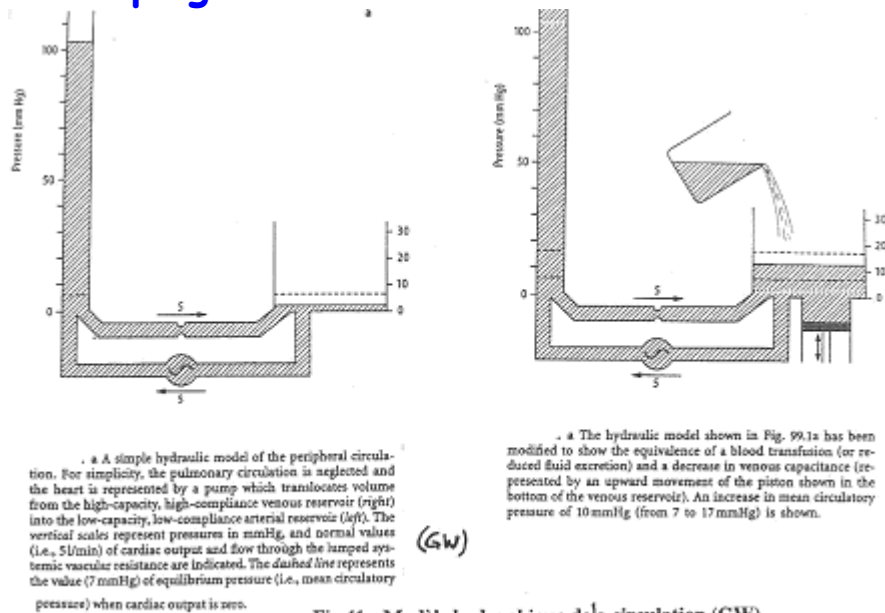 a
Pressure (mm Hg)
100
50
0
30
20
10
0
5
5
. a A simple hydraulic model of the peripheral circula-
tion. For simplicity, the pulmonary circulation is neglected and
the heart is represented by a pump which translocates volume
from the high-capacity, high-compliance venous reservoir (right)
into the low-capacity, low-compliance arterial reservoir (left). The
vertical scales represent pressures in mmHg, and normal values
(i.e., 5l/min) of cardiac output and flow through the lumped sys-
temic vascular resistance are indicated. The dashed line represents
the value (7 mmHg) of equilibrium pressure (i.e., mean circulatory
pressure) when cardiac output is zero.
(GW)
Pressure (mm Hg)
100
50
0
30
20
10
0
5
5
. a The hydraulic model shown in Fig. 99.1a has been
modified to show the equivalence of a blood transfusion (or re-
duced fluid excretion) and a decrease in venous capacitance (re-
presented by an upward movement of the piston shown in the
bottom of the venous reservoir). An increase in mean circulatory
pressure of 10 mmHg (from 7 to 17 mmHg) is shown.
(GW)